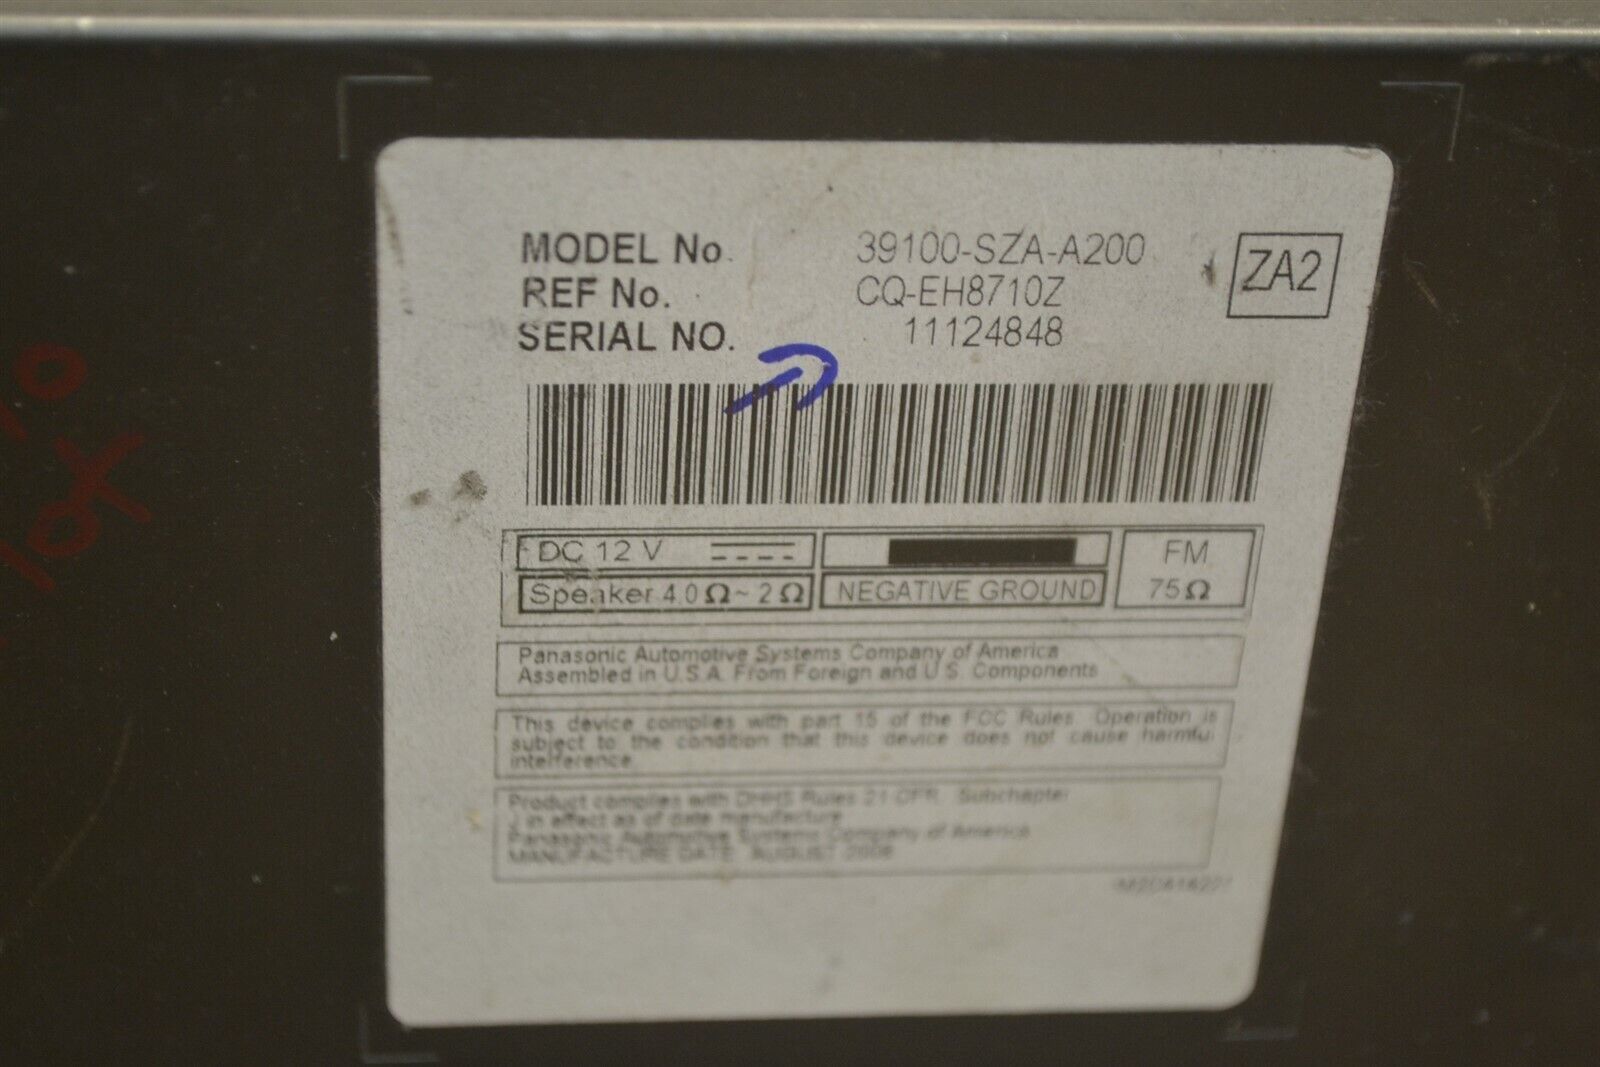 MODEL No. 39100-SZA-A200
REF No. CQ-EH8710Z
ZA2
SERIAL NO. 11124848
DC 12 V
Speaker 4.0Ω~2Ω
NEGATIVE GROUND
FM
75Ω
Panasonic Automotive Systems Company of America
Assembled in U.S.A. From Foreign and U.S. Components
This device complies with part 15 of the FCC Rules. Operation is
subject to the condition that this device does not cause harmful
interference.
Product complies with DHHS Rules 21 CFR, Subchapter
J in effect as of date manufacture
Panasonic Automotive Systems Company of America
MANUFACTURE DATE: AUGUST